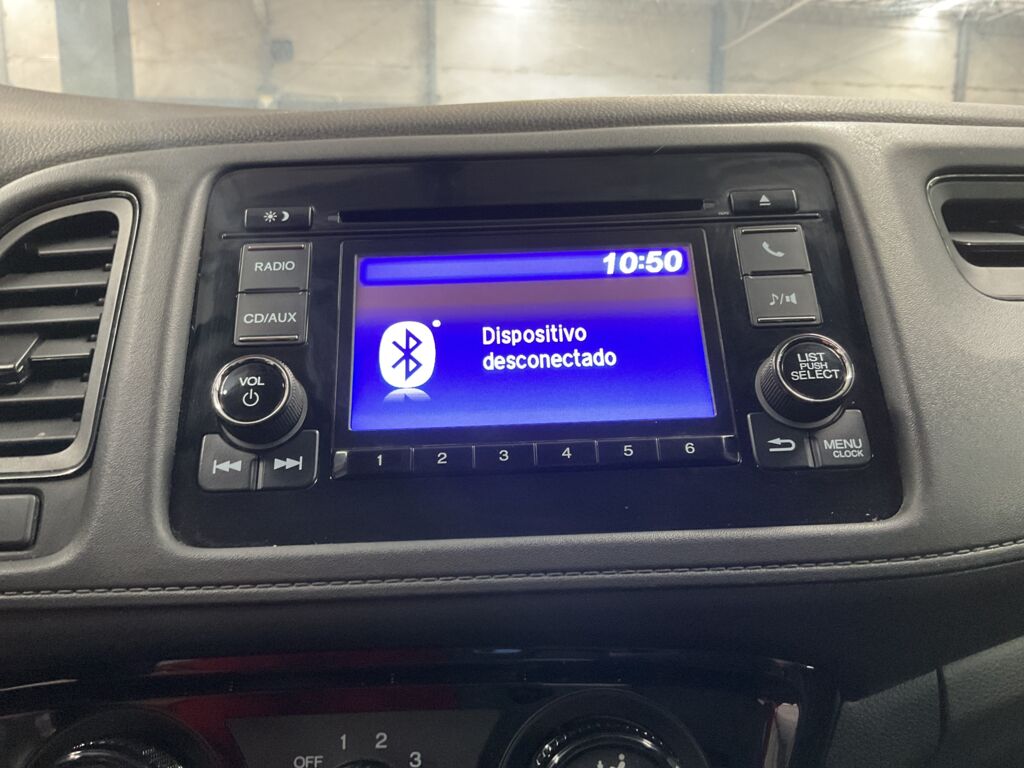 10:50
RADIO
CD/AUX
Dispositivo
desconectado
VOL
LIST
PUSH
SELECT
MENU
CLOCK
1 2 3 4 5 6
OFF 1 2 3